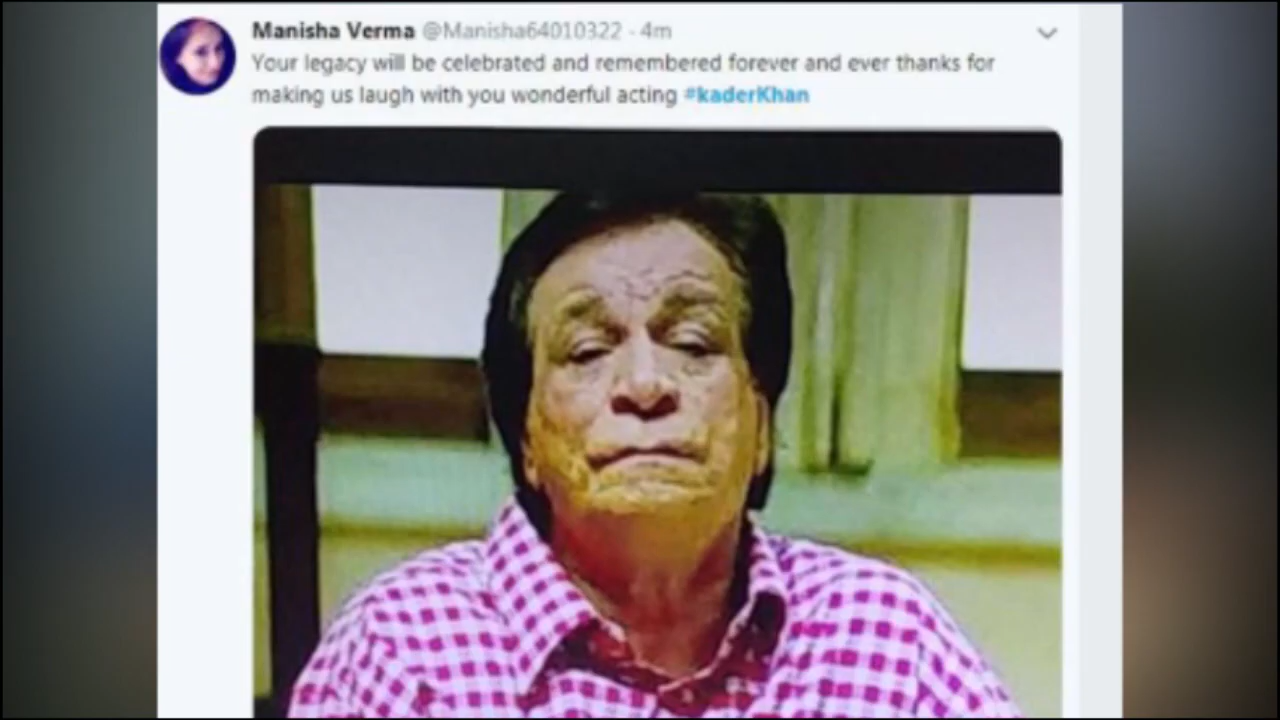 Manisha Verma @Manisha64010322 · 4m
Your legacy will be celebrated and remembered forever and ever thanks for
making us laugh with you wonderful acting #kaderKhan